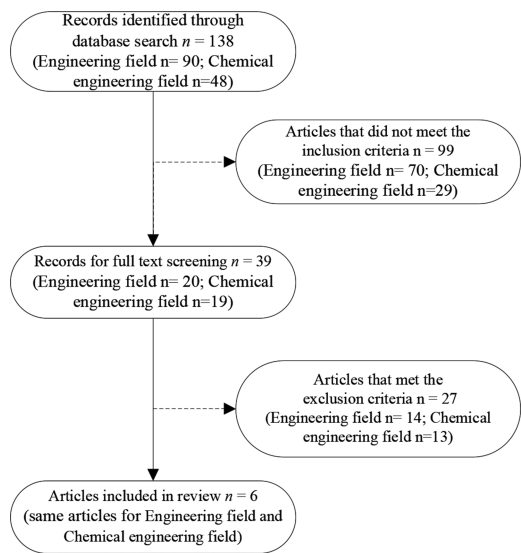 Records identified through
database search n = 138
(Engineering field n= 90; Chemical
engineering field n=48)
Articles that did not meet the
inclusion criteria n = 99
(Engineering field n= 70; Chemical
engineering field n=29)
Records for full text screening n = 39
(Engineering field n= 20; Chemical
engineering field n=19)
Articles that met the
exclusion criteria n = 27
(Engineering field n= 14; Chemical
engineering field n=13)
Articles included in review n = 6
(same articles for Engineering field and
Chemical engineering field)